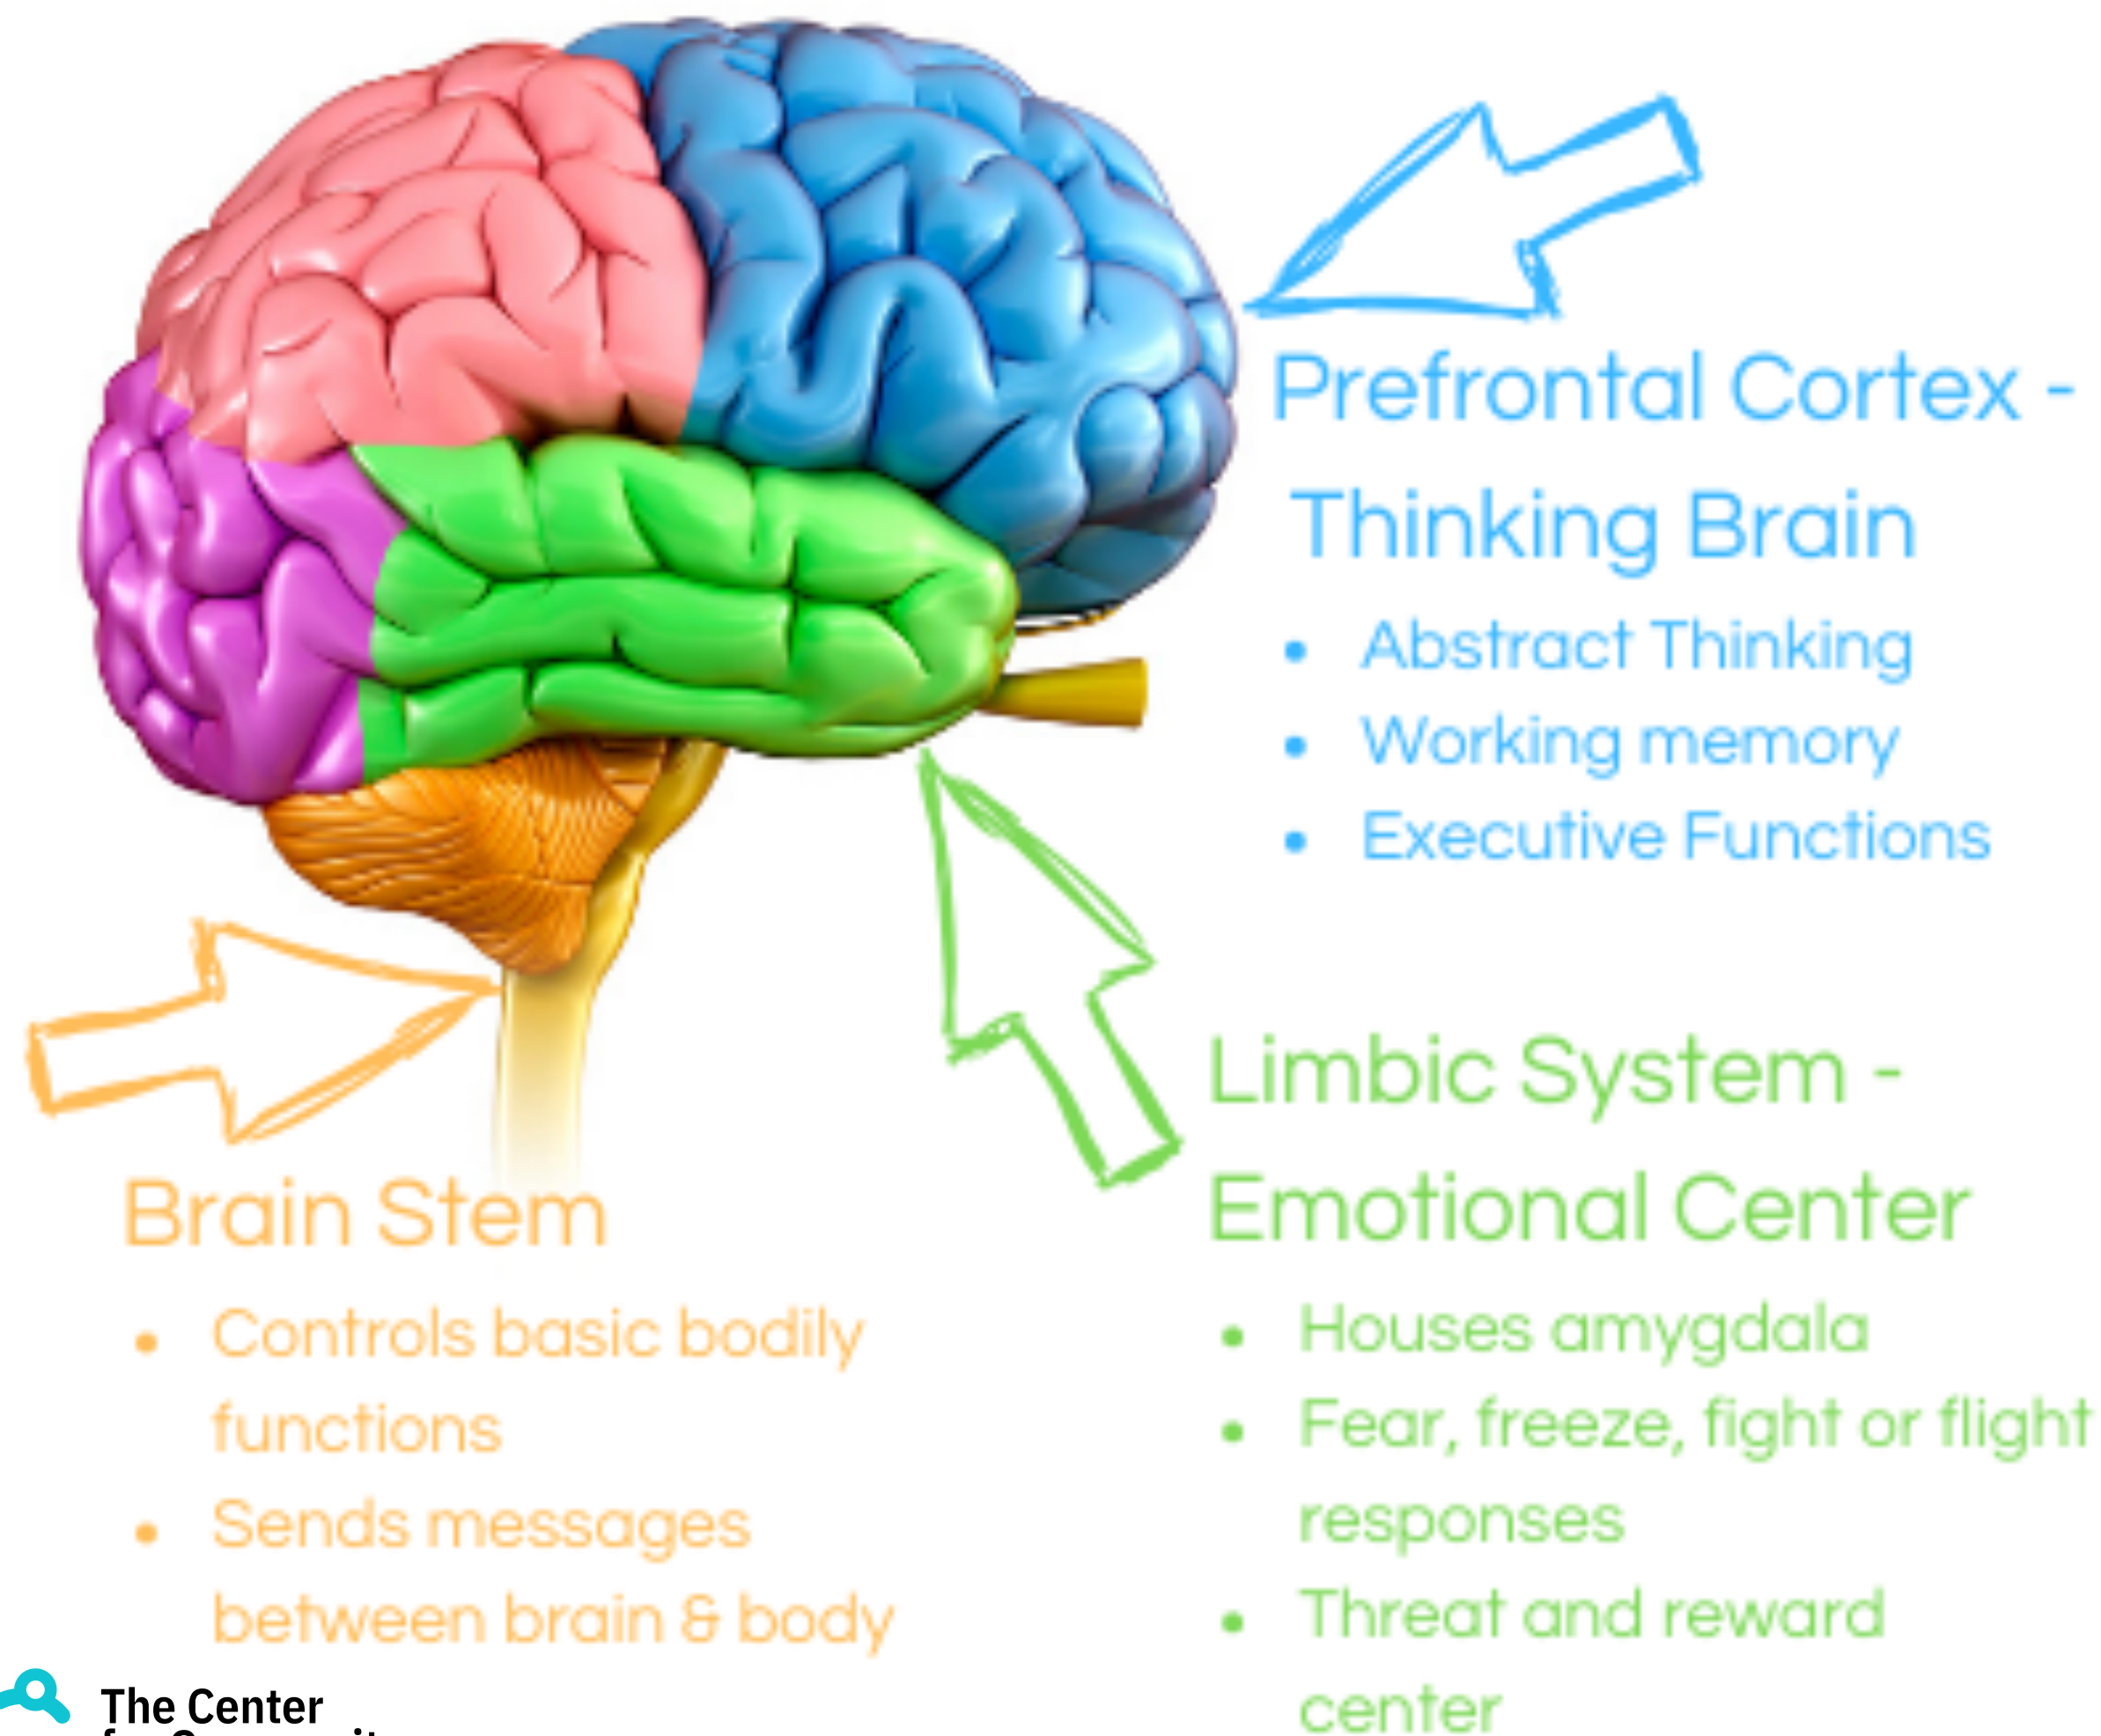 Prefrontal Cortex -
Thinking Brain
• Abstract Thinking
• Working memory
• Executive Functions
Limbic System -
Emotional Center
• Houses amygdala
• Fear, freeze, fight or flight
responses
• Threat and reward
center
Brain Stem
• Controls basic bodily
functions
• Sends messages
between brain & body
The Center